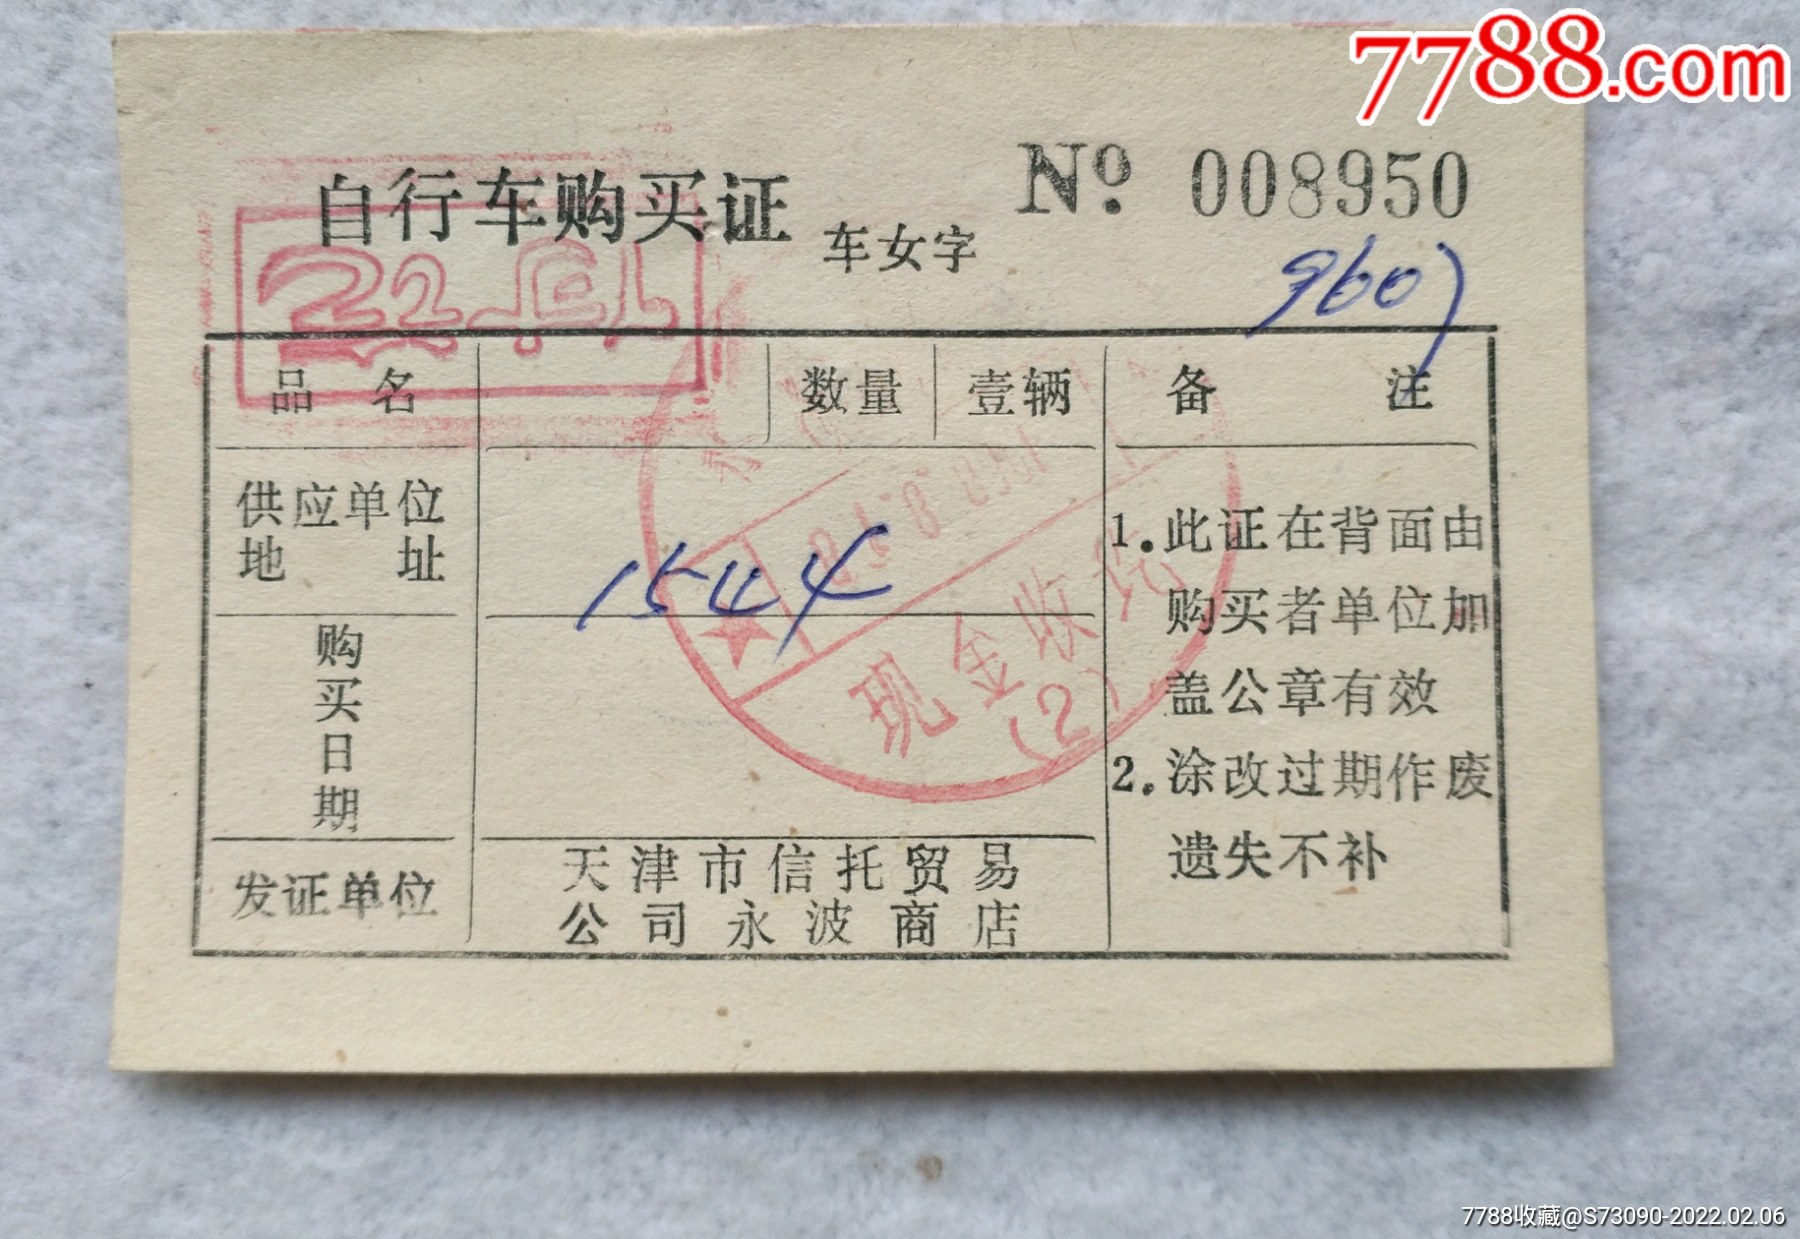 7788.com
自行车购买证
车女字
No. 008950
9607
品名
数量
壹辆
备注
供应单位
地址
1544
购买日期
现金收讫
(2)
1.此证在背面由
购买者单位加
盖公章有效
2.涂改过期作废
遗失不补
发证单位
天津市信托贸易
公司永波商店
7788收藏@S73090-2022.02.06